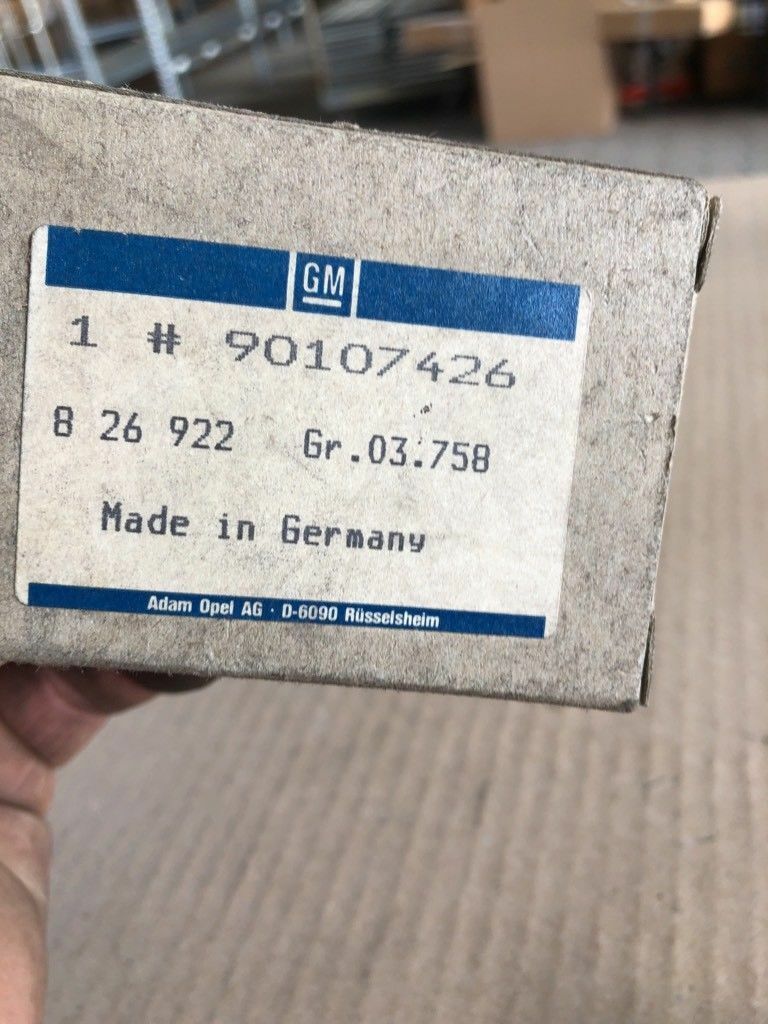 GM
1 # 90107426
8 26 922 Gr.03.758
Made in Germany
Adam Opel AG · D-6090 Rüsselsheim